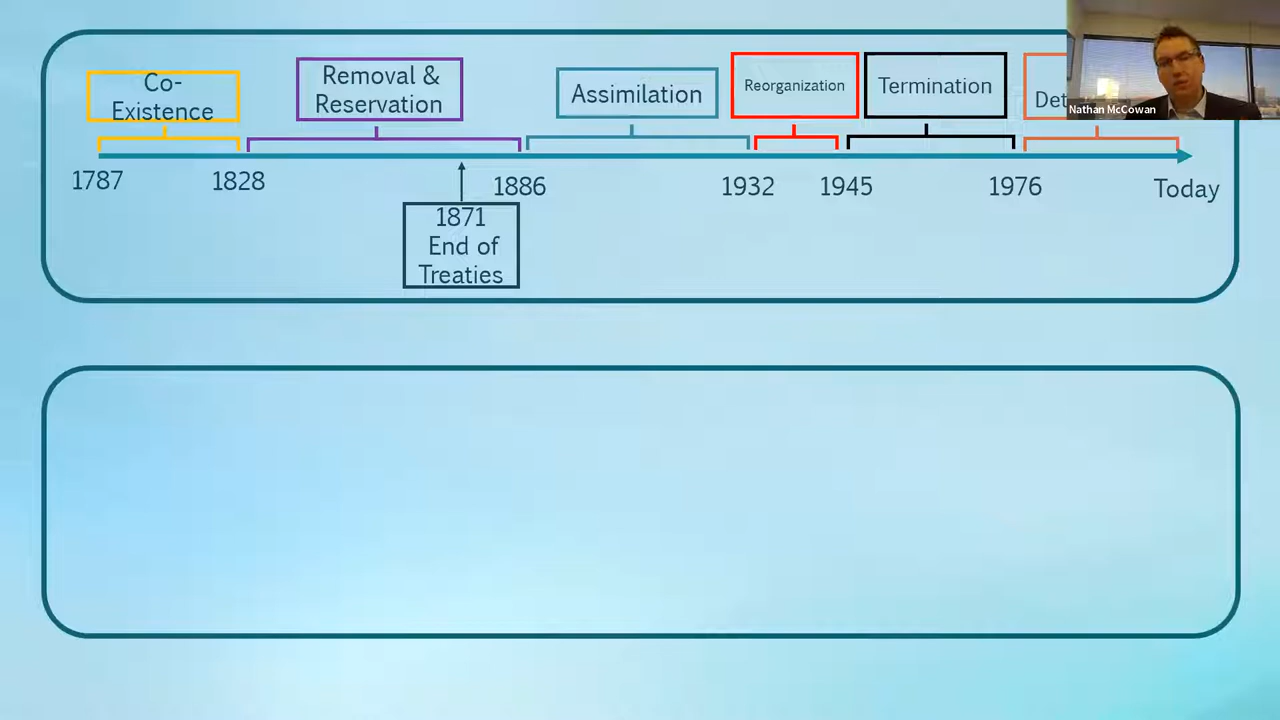 Co-
Existence
Removal &
Reservation
Assimilation
Reorganization
Termination
Nathan McCowan
1787
1828
1886
1932
1945
1976
Today
1871
End of
Treaties